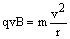 qvB = m v²/r